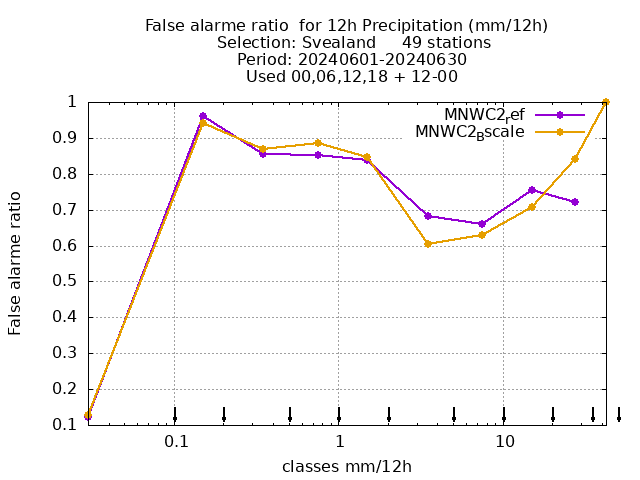 False alarme ratio  for 12h Precipitation (mm/12h)
Selection: Svealand     49 stations
Period: 20240601-20240630
Used 00,06,12,18 + 12-00
MNWC2ref
MNWC2Bscale
1
0.9
0.8
0.7
0.6
0.5
0.4
0.3
0.2
0.1
False alarme ratio
0.1 1 10
classes mm/12h